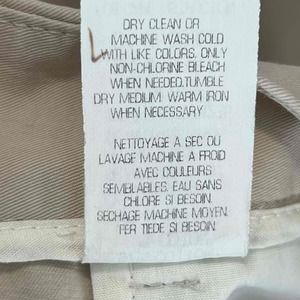 DRY CLEAN OR
MACHINE WASH COLD
WITH LIKE COLORS. ONLY
NON-CHLORINE BLEACH
WHEN NEEDED.TUMBLE
DRY MEDIUM. WARM IRON
WHEN NECESSARY
NETTOYAGE A SEC OU
LAVAGE MACHINE A FROID
AVEC COULEURS
SEMBLABLES. EAU SANS
CHLORE SI BESOIN.
SECHAGE MACHINE MOYEN.
FER TIEDE SI BESOIN